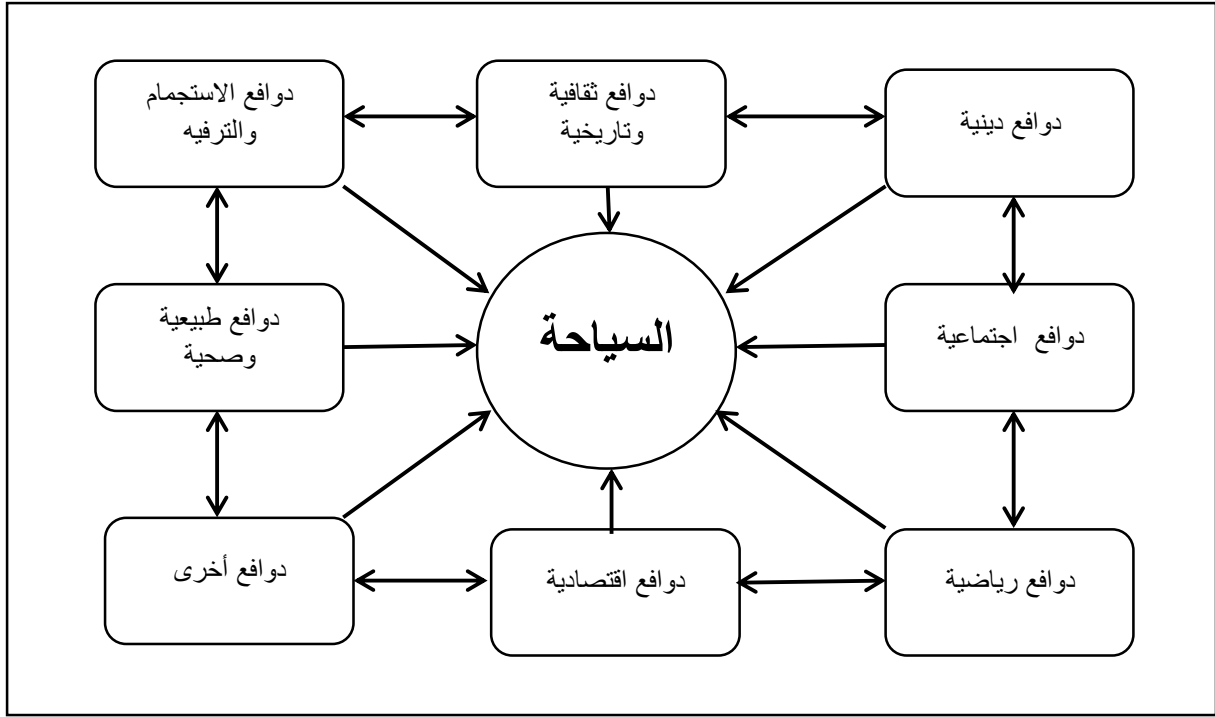 دوافع دينية
دوافع ثقافية
وتاريخية
دوافع الاستجمام
والترفيه
دوافع اجتماعية
السياحة
دوافع طبيعية
وصحية
دوافع رياضية
دوافع اقتصادية
دوافع أخرى